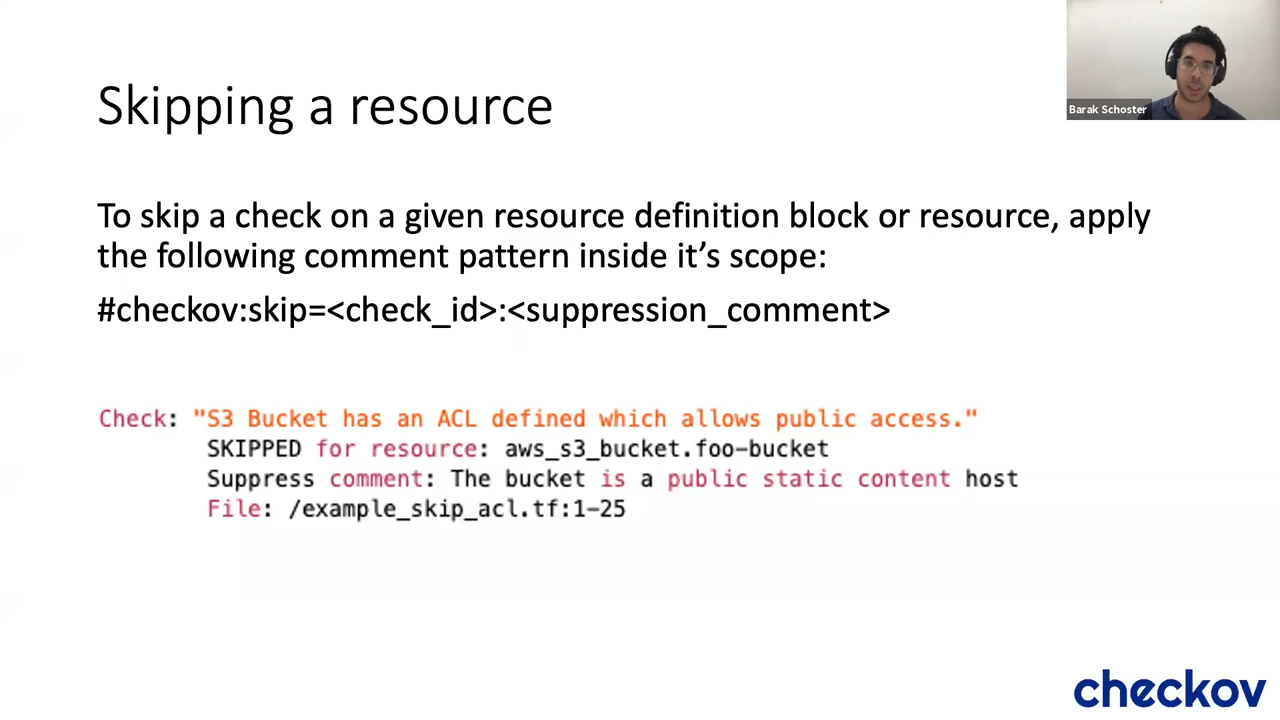 Skipping a resource
Barak Schoster
To skip a check on a given resource definition block or resource, apply
the following comment pattern inside it’s scope:
#checkov:skip=<check_id>:<suppression_comment>
Check: "S3 Bucket has an ACL defined which allows public access."
SKIPPED for resource: aws_s3_bucket.foo-bucket
Suppress comment: The bucket is a public static content host
File: /example_skip_acl.tf:1-25
checkov